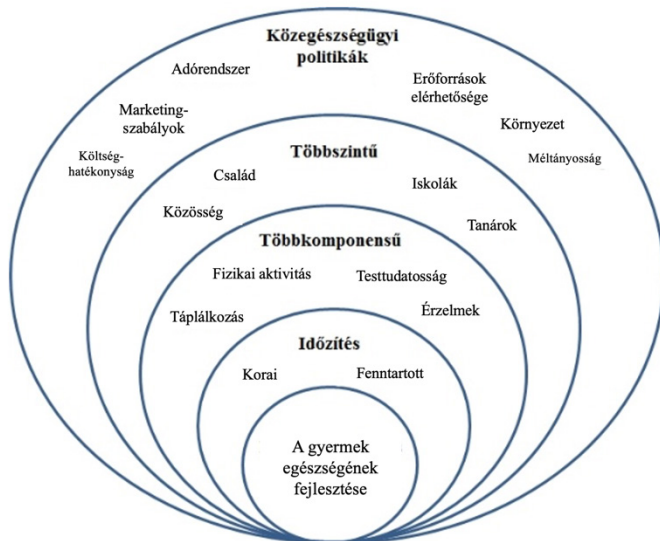 Közegészségügyi
politikák
Adórendszer
Erőforrások
elérhetősége
Marketing-
szabályok
Környezet
Költség-
hatékonyság
Méltányosság
Többszintű
Család
Iskolák
Közösség
Tanárok
Többkomponensű
Fizikai aktivitás
Testtudatosság
Táplálkozás
Érzelmek
Időzítés
Korai
Fenntartott
A gyermek
egészségének
fejlesztése